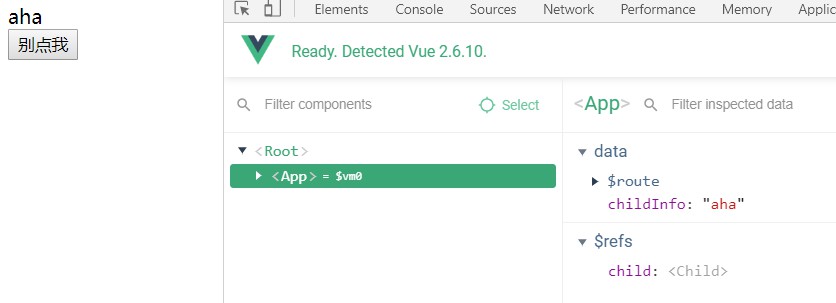 aha
别点我
Elements Console Sources Network Performance Memory
Ready. Detected Vue 2.6.10.
Filter components
Select
<App>
Filter inspected data
<Root>
<App> = $vm0
data
$route
childInfo: "aha"
$refs
child: <Child>